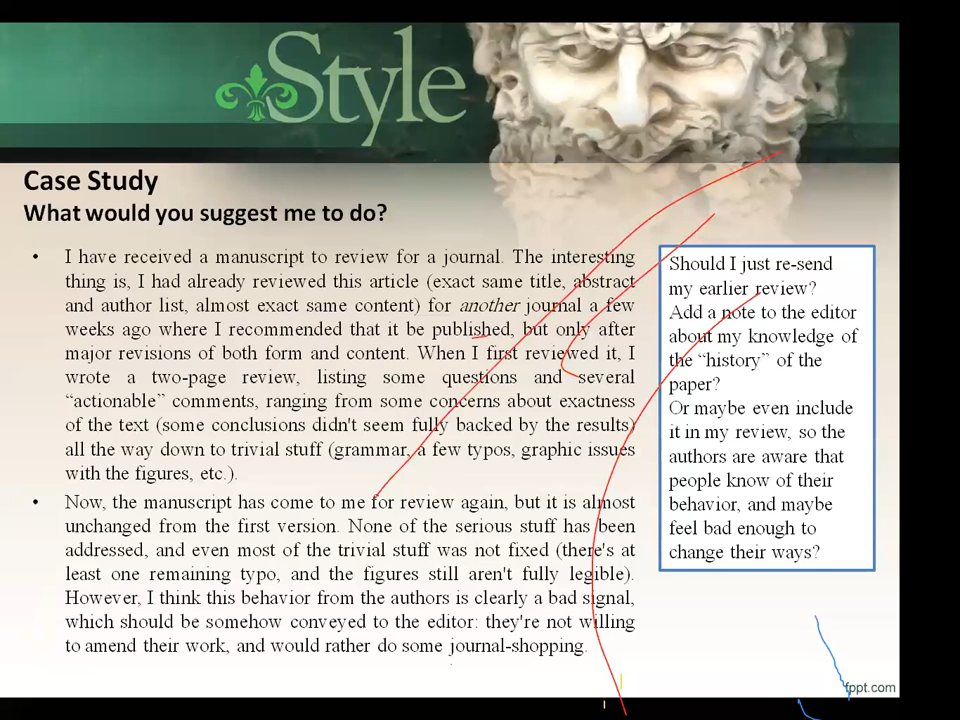 Style
Case Study
What would you suggest me to do?
• I have received a manuscript to review for a journal. The interesting
thing is, I had already reviewed this article (exact same title, abstract
and author list, almost exact same content) for another journal a few
weeks ago where I recommended that it be published, but only after
major revisions of both form and content. When I first reviewed it, I
wrote a two-page review, listing some questions and several
“actionable” comments, ranging from some concerns about exactness
of the text (some conclusions didn't seem fully backed by the results)
all the way down to trivial stuff (grammar, a few typos, graphic issues
with the figures, etc.).
• Now, the manuscript has come to me for review again, but it is almost
unchanged from the first version. None of the serious stuff has been
addressed, and even most of the trivial stuff was not fixed (there's at
least one remaining typo, and the figures still aren't fully legible).
However, I think this behavior from the authors is clearly a bad signal,
which should be somehow conveyed to the editor: they're not willing
to amend their work, and would rather do some journal-shopping.
Should I just re-send
my earlier review?
Add a note to the editor
about my knowledge of
the “history” of the
paper?
Or maybe even include
it in my review, so the
authors are aware that
people know of their
behavior, and maybe
feel bad enough to
change their ways?
fppt.com